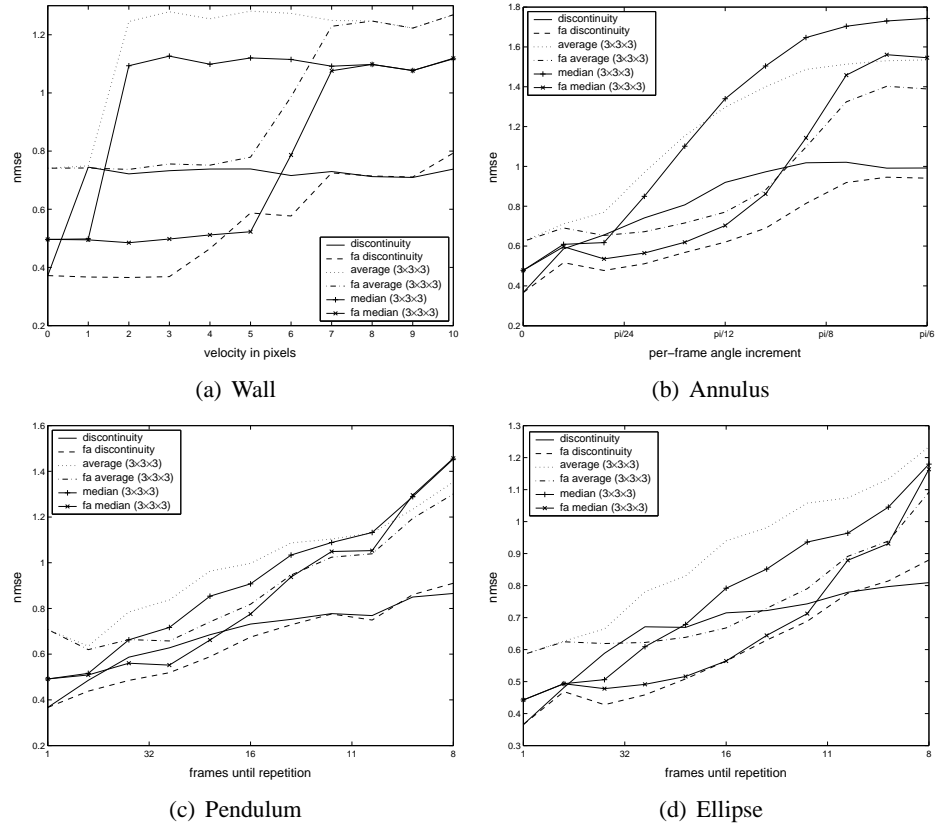 1.2
1
0.8
0.6
0.4
0.2
nmse
0 1 2 3 4 5 6 7 8 9 10
velocity in pixels
discontinuity
fa discontinuity
average (3×3×3)
fa average (3×3×3)
median (3×3×3)
fa median (3×3×3)
(a) Wall
1.8
1.6
1.4
1.2
1
0.8
0.6
0.4
0.2
nmse
discontinuity
fa discontinuity
average (3×3×3)
fa average (3×3×3)
median (3×3×3)
fa median (3×3×3)
0 pi/24 pi/12 pi/8 pi/6
per−frame angle increment
(b) Annulus
1.6
1.4
1.2
1
0.8
0.6
0.4
0.2
nmse
discontinuity
fa discontinuity
average (3×3×3)
fa average (3×3×3)
median (3×3×3)
fa median (3×3×3)
1 32 16 11 8
frames until repetition
(c) Pendulum
1.3
1.2
1.1
1
0.9
0.8
0.7
0.6
0.5
0.4
0.3
nmse
discontinuity
fa discontinuity
average (3×3×3)
fa average (3×3×3)
median (3×3×3)
fa median (3×3×3)
1 32 16 11 8
frames until repetition
(d) Ellipse